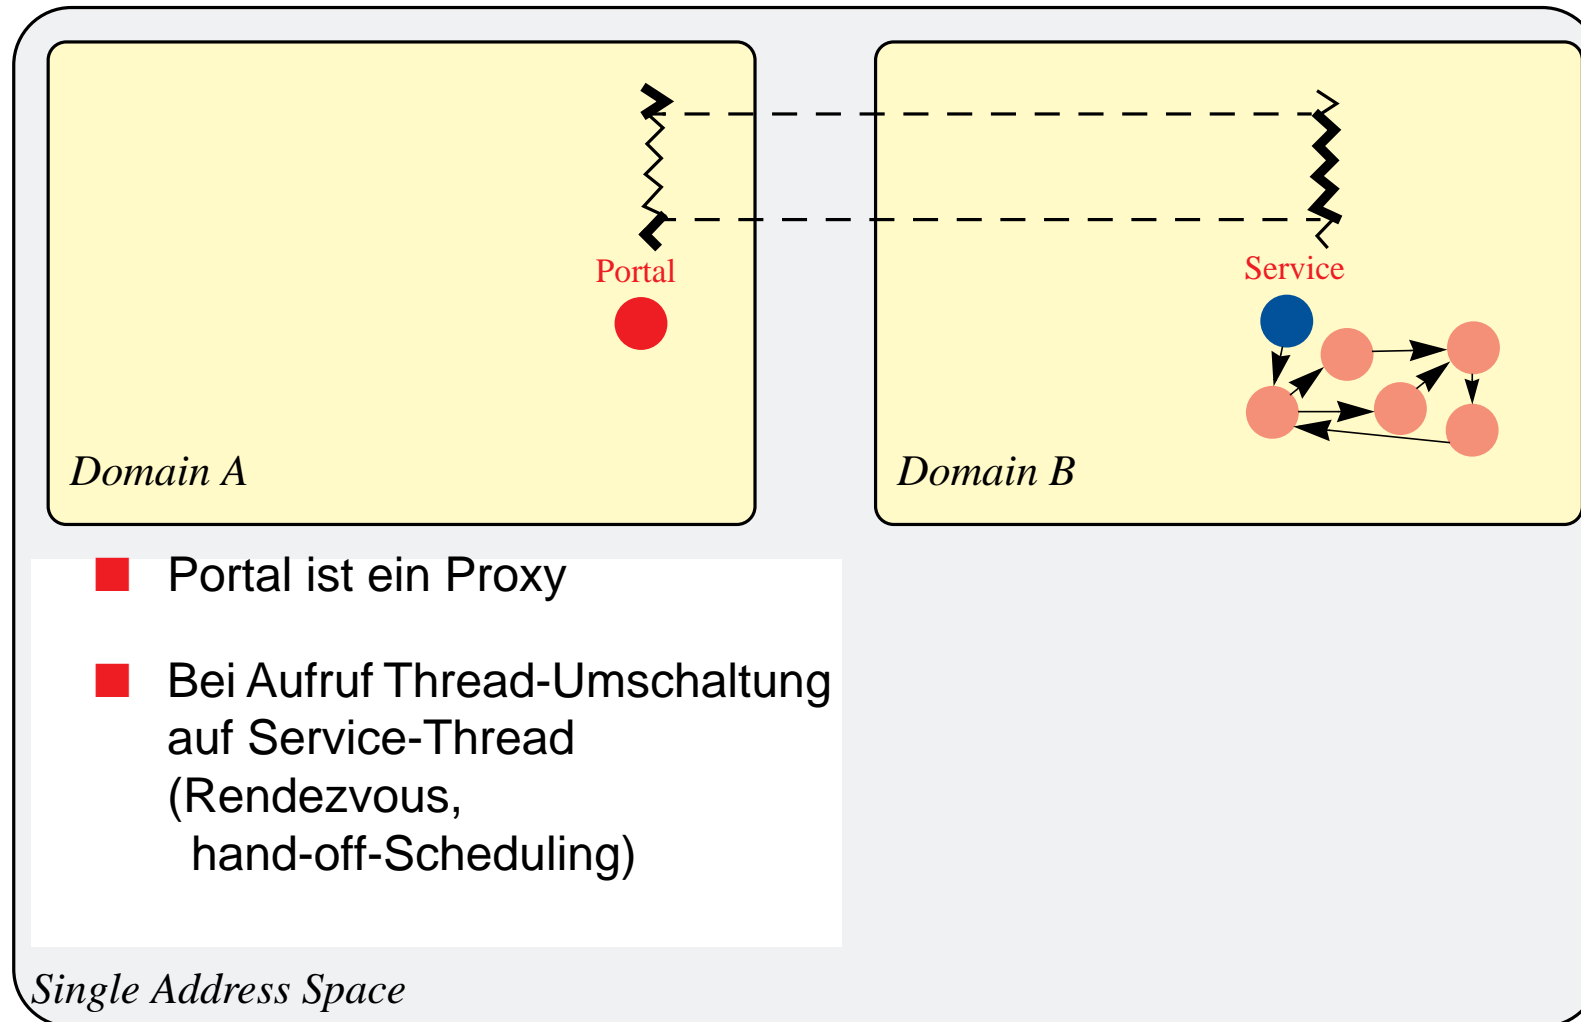 Portal
Service
Domain A
Domain B
Portal ist ein Proxy
Bei Aufruf Thread-Umschaltung
auf Service-Thread
(Rendezvous,
hand-off-Scheduling)
Single Address Space